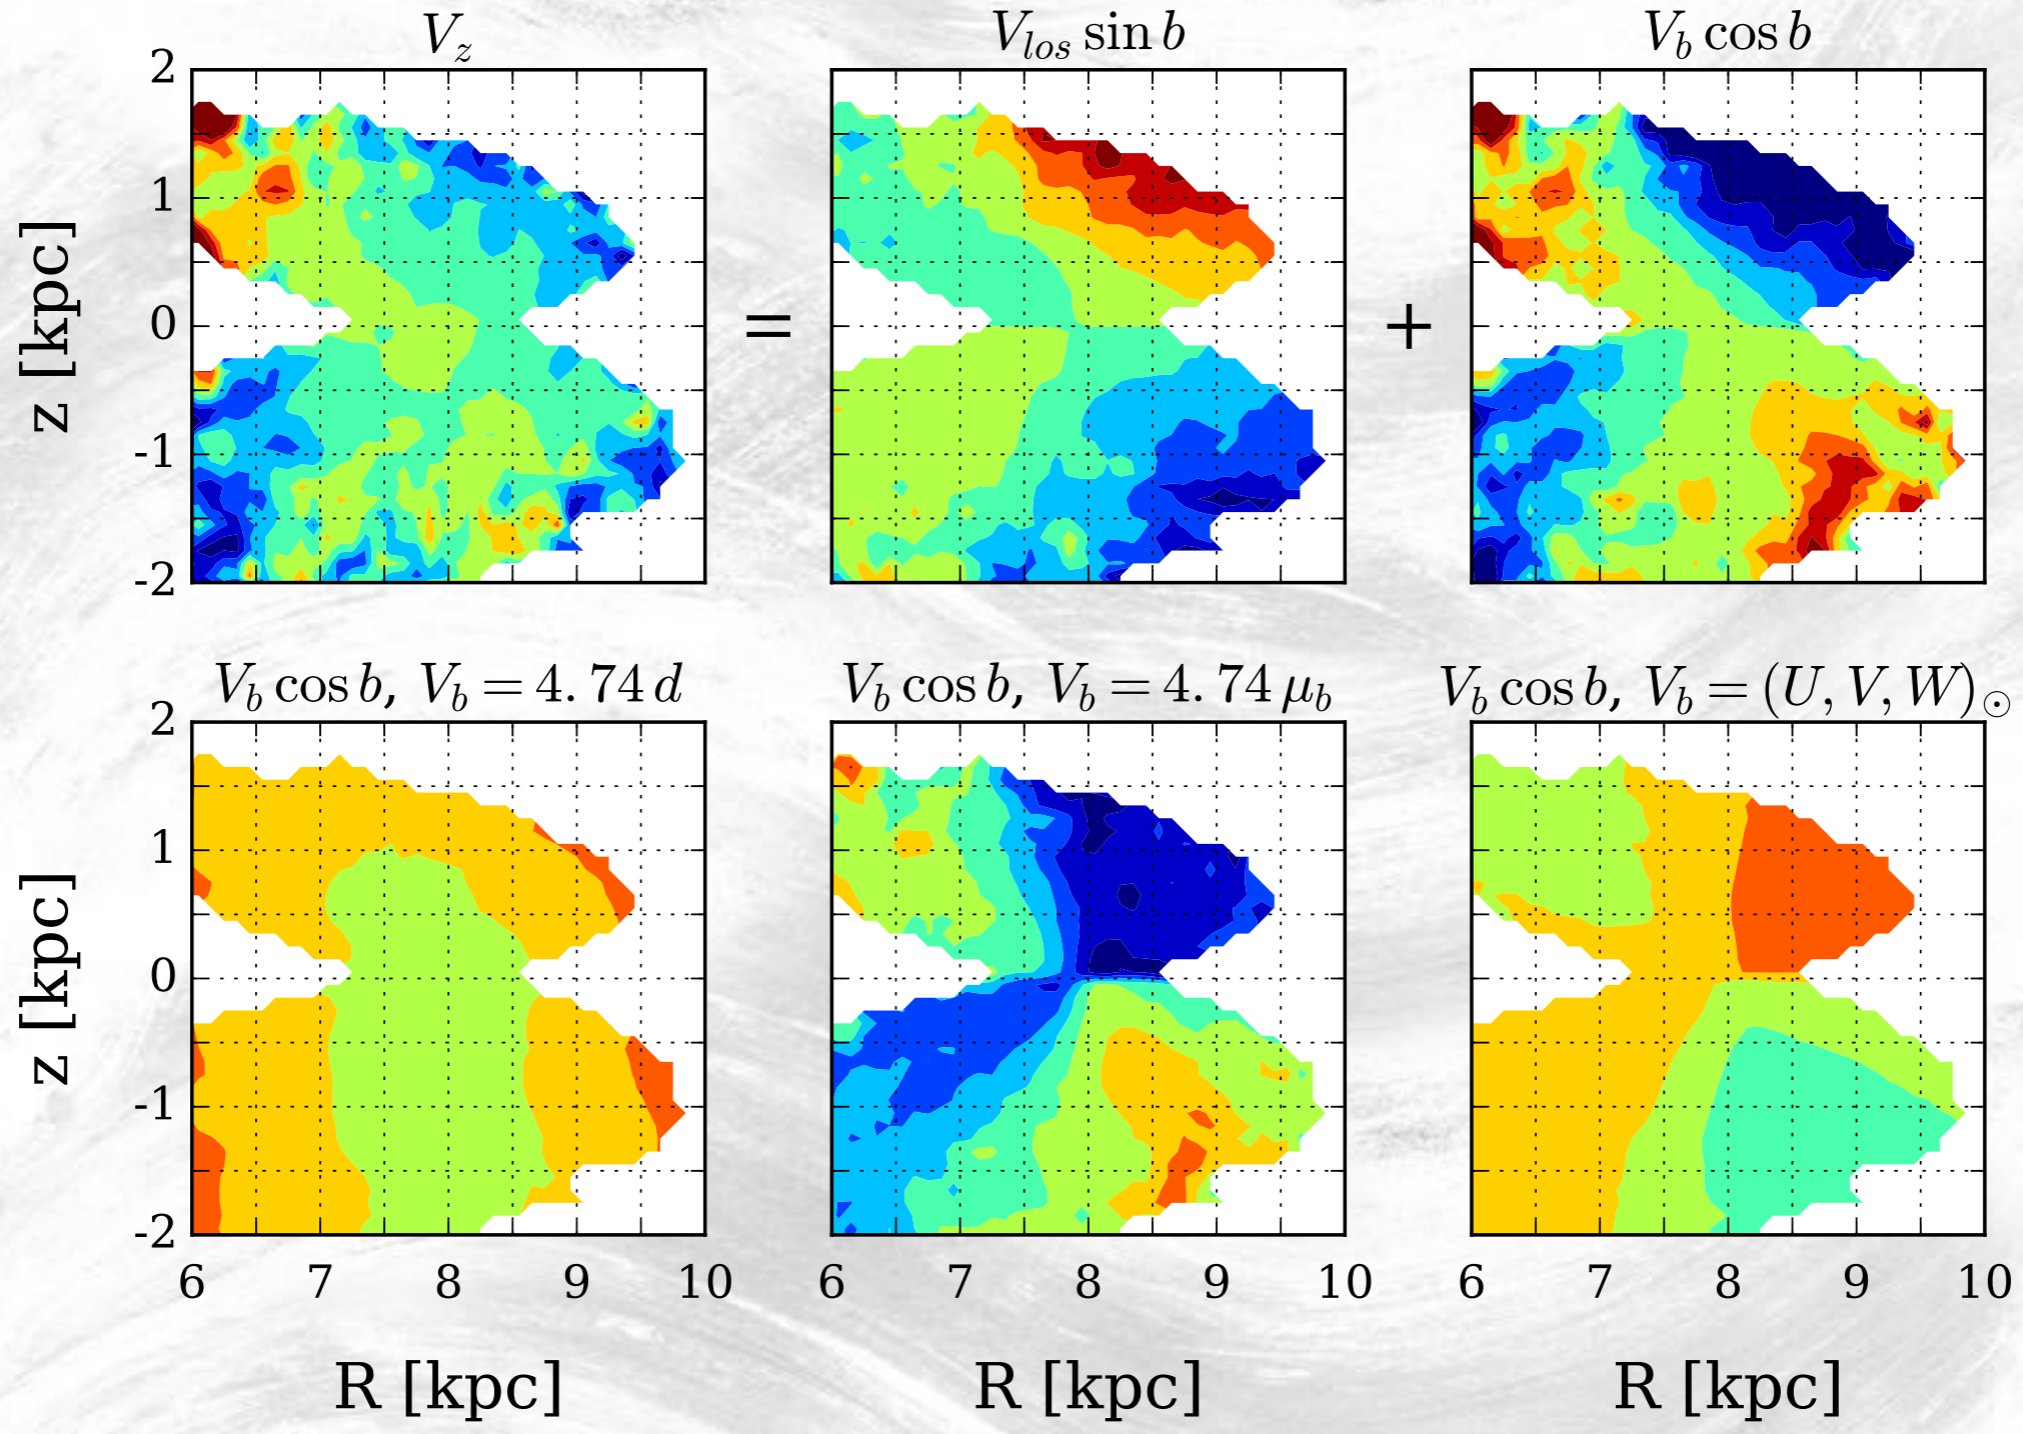 V_z
V_{los} sin b
V_b cos b
2
1
0
-1
-2
z [kpc]
=
+
V_b cos b, V_b = 4.74 d
V_b cos b, V_b = 4.74 μ_b
V_b cos b, V_b = (U, V, W)_⊙
2
1
0
-1
-2
z [kpc]
6 7 8 9 10
6 7 8 9 10
6 7 8 9 10
R [kpc]
R [kpc]
R [kpc]